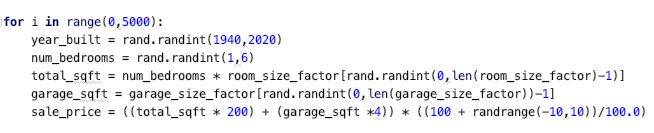 for i in range(0,5000):
    year_built = rand.randint(1940,2020)
    num_bedrooms = rand.randint(1,6)
    total_sqft = num_bedrooms * room_size_factor[rand.randint(0,len(room_size_factor)-1)]
    garage_sqft = garage_size_factor[rand.randint(0,len(garage_size_factor))-1]
    sale_price = ((total_sqft * 200) + (garage_sqft *4)) * ((100 + randrange(-10,10))/100.0)